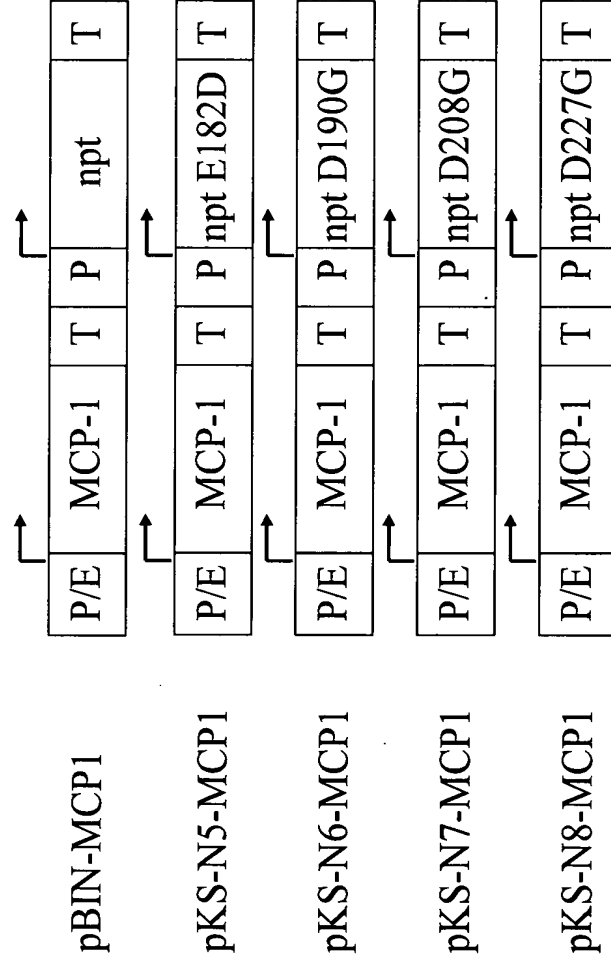 pBIN-MCP1 P/E MCP-1 T P npt T
pKS-N5-MCP1 P/E MCP-1 T P npt E182D T
pKS-N6-MCP1 P/E MCP-1 T P npt D190G T
pKS-N7-MCP1 P/E MCP-1 T P npt D208G T
pKS-N8-MCP1 P/E MCP-1 T P npt D227G T